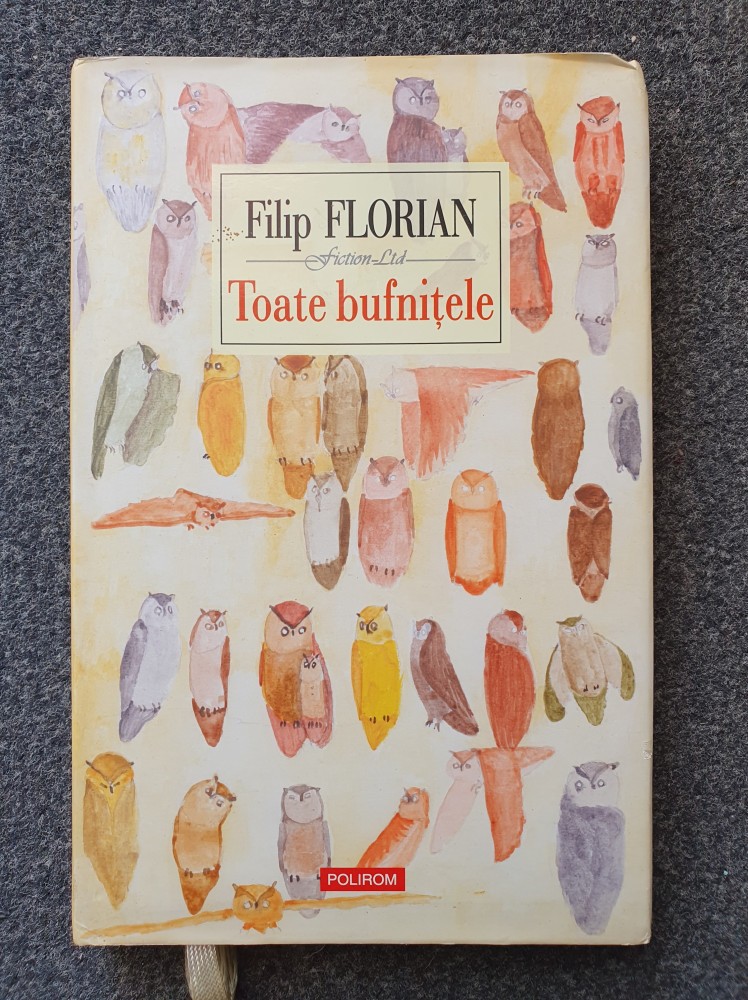 Filip FLORIAN
Fiction-Ltd
Toate bufnițele
POLIROM